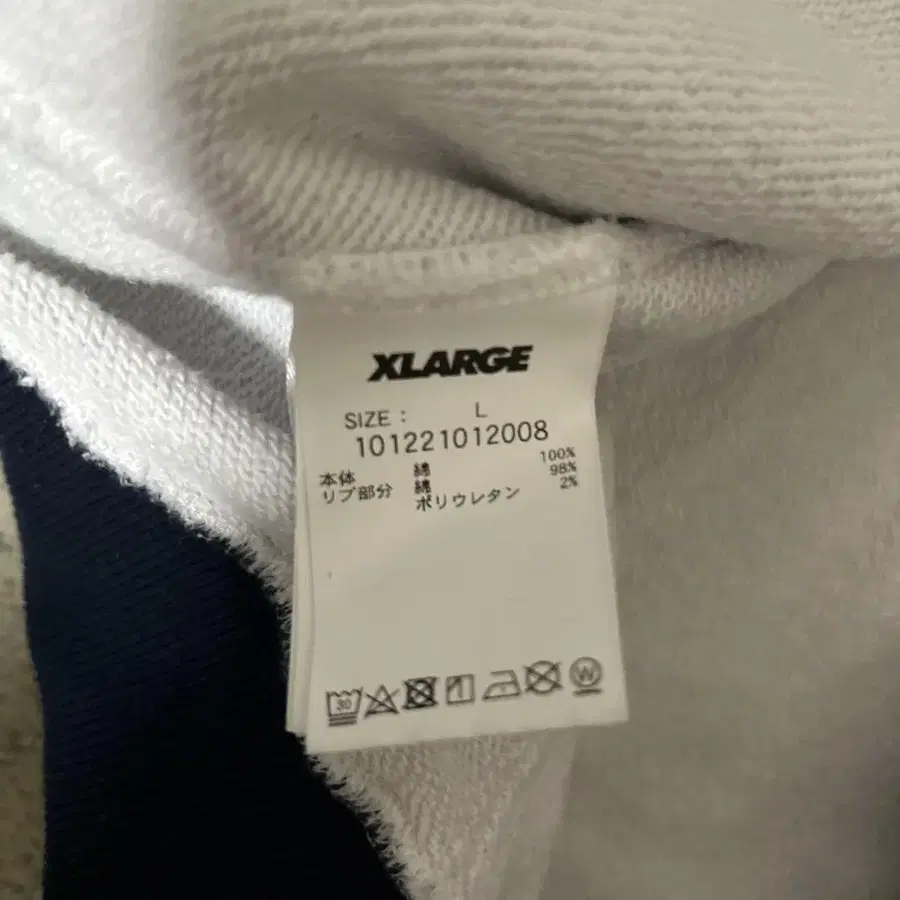 XLARGE
SIZE : L
101221012008
本体 綿 100%
リブ部分 綿 98%
ポリウレタン 2%
30
W